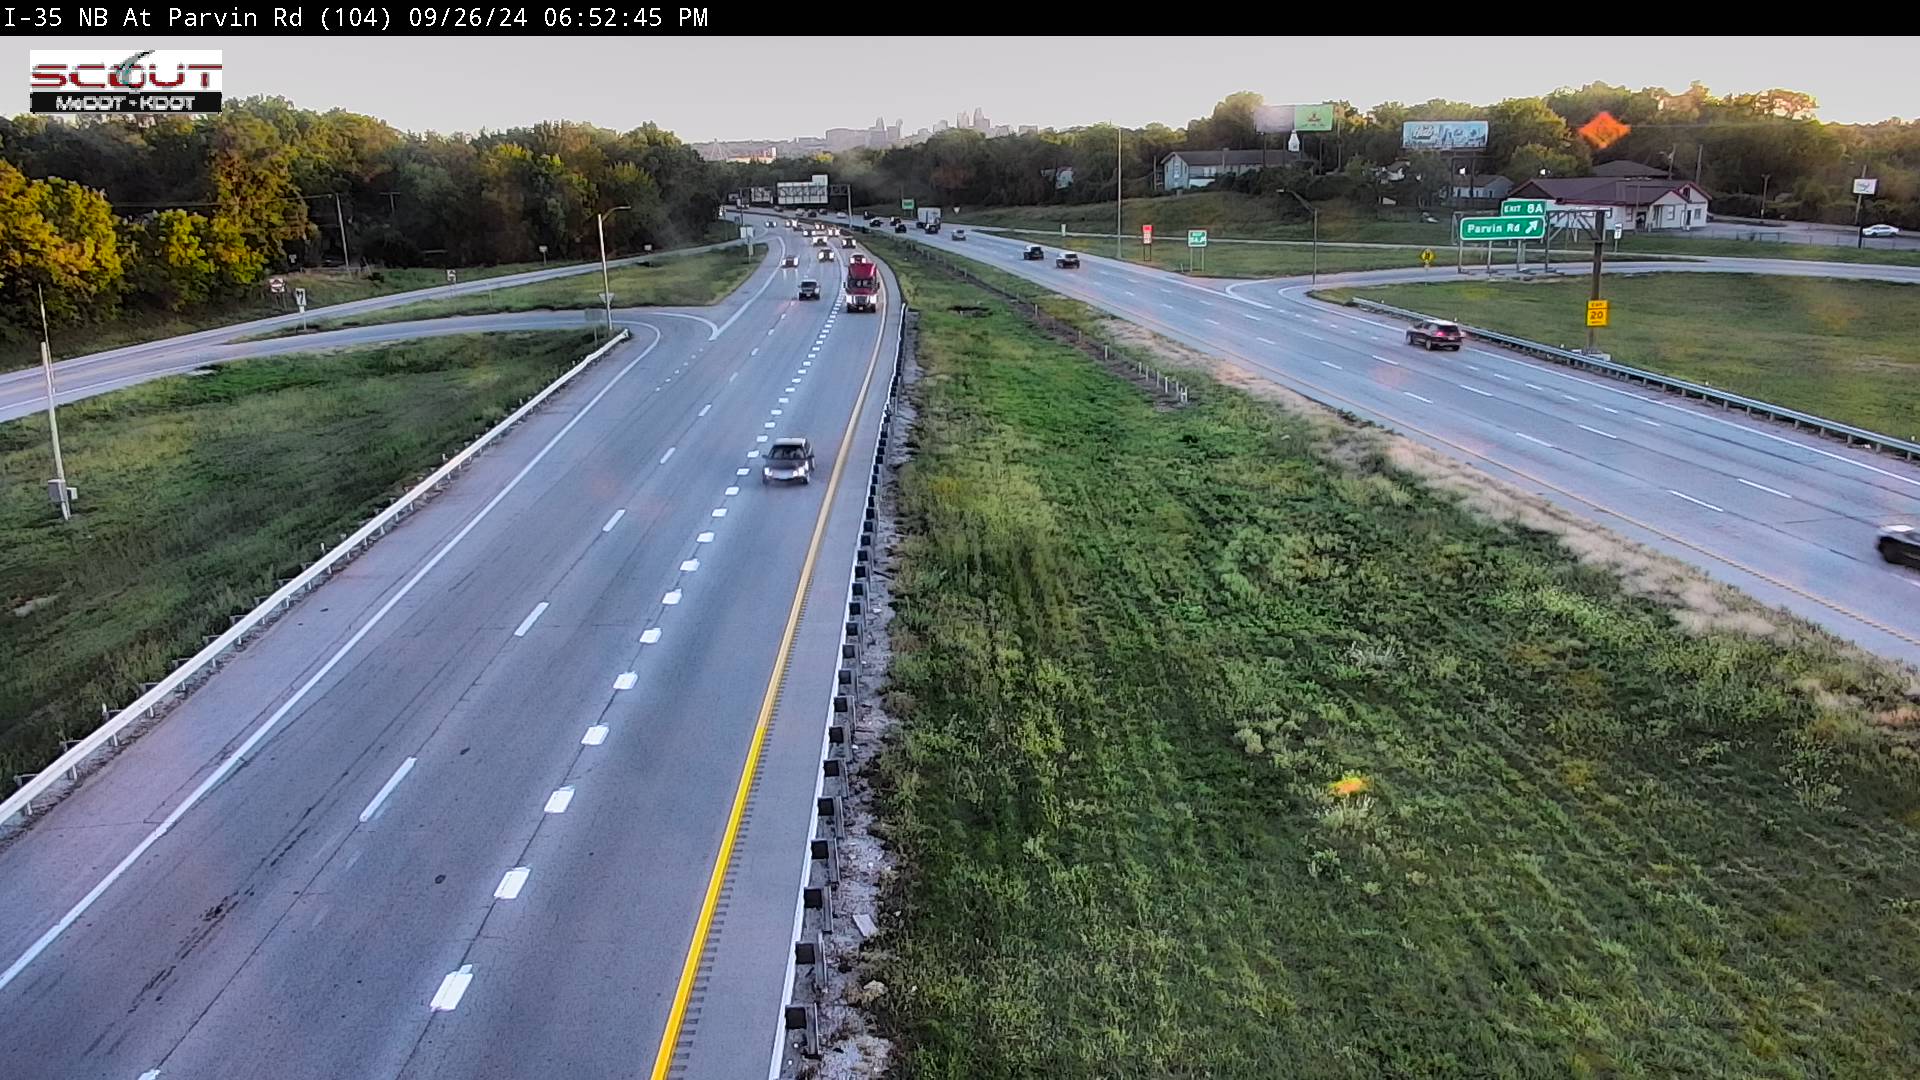 I-35 NB At Parvin Rd (104) 09/26/24 06:52:45 PM
SCOUT
MoDOT - KDOT
EXIT 8A
Parvin Rd
EXIT
20